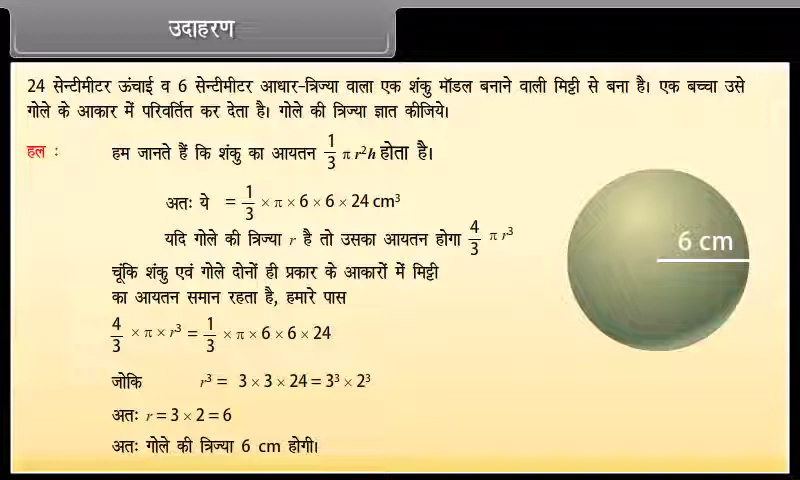 उदाहरण
24 सेन्टीमीटर ऊंचाई व 6 सेन्टीमीटर आधार-त्रिज्या वाला एक शंकु मॉडल बनाने वाली मिट्टी से बना है। एक बच्चा उसे
गोले के आकार में परिवर्तित कर देता है। गोले की त्रिज्या ज्ञात कीजिये।
हल : हम जानते हैं कि शंकु का आयतन 1/3 π r²h होता है।
अतः ये = 1/3 × π × 6 × 6 × 24 cm³
यदि गोले की त्रिज्या r है तो उसका आयतन होगा 4/3 π r³
6 cm
चूंकि शंकु एवं गोले दोनों ही प्रकार के आकारों में मिट्टी
का आयतन समान रहता है, हमारे पास
4/3 × π × r³ = 1/3 × π × 6 × 6 × 24
जोकि r³ = 3 × 3 × 24 = 3³ × 2³
अतः r = 3 × 2 = 6
अतः गोले की त्रिज्या 6 cm होगी।